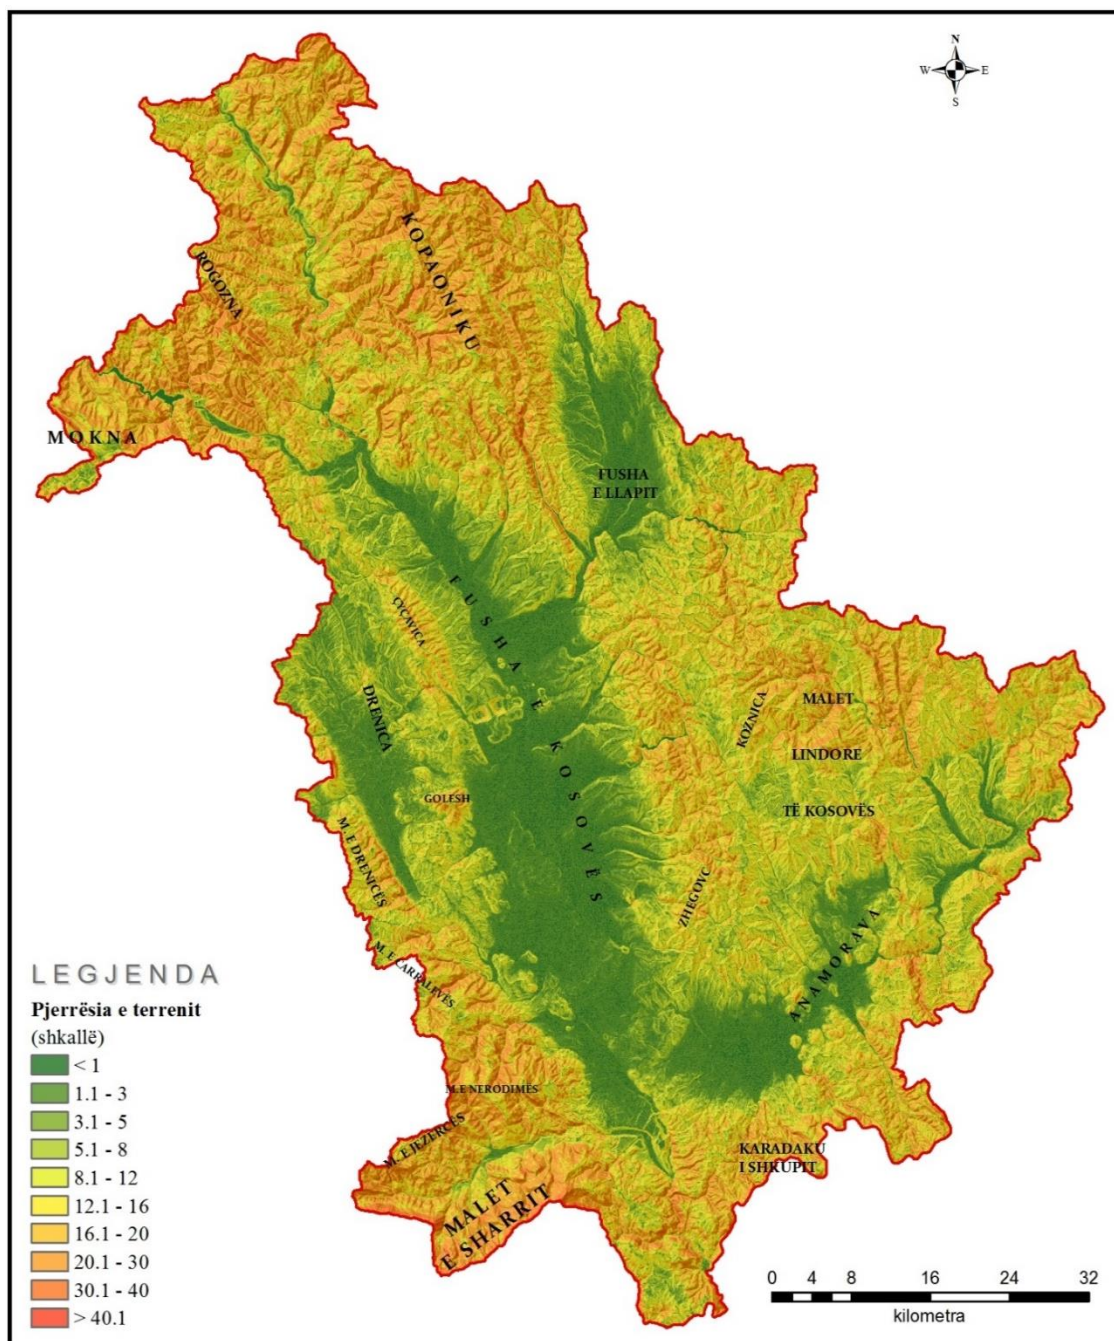 N
W E
S
KOPAONIKU
ROGOZNA
MOKNA
FUSHA
E LLAPIT
FUSHA E KOSOVËS
ÇYÇAVICA
DRENICA
KOZNICA
MALET
LINDORE
TË KOSOVËS
GOLESH
M. E DRENICËS
ZHEGOVC
ANAMORAVA
M. E CARRALEVËS
M.E NERODIMËS
M. E JEZERCËS
MALET
E SHARRIT
KARADAKU
I SHKUPIT
LEGJENDA
Pjerrësia e terrenit
(shkallë)
< 1
1.1 - 3
3.1 - 5
5.1 - 8
8.1 - 12
12.1 - 16
16.1 - 20
20.1 - 30
30.1 - 40
> 40.1
0 4 8 16 24 32
kilometra